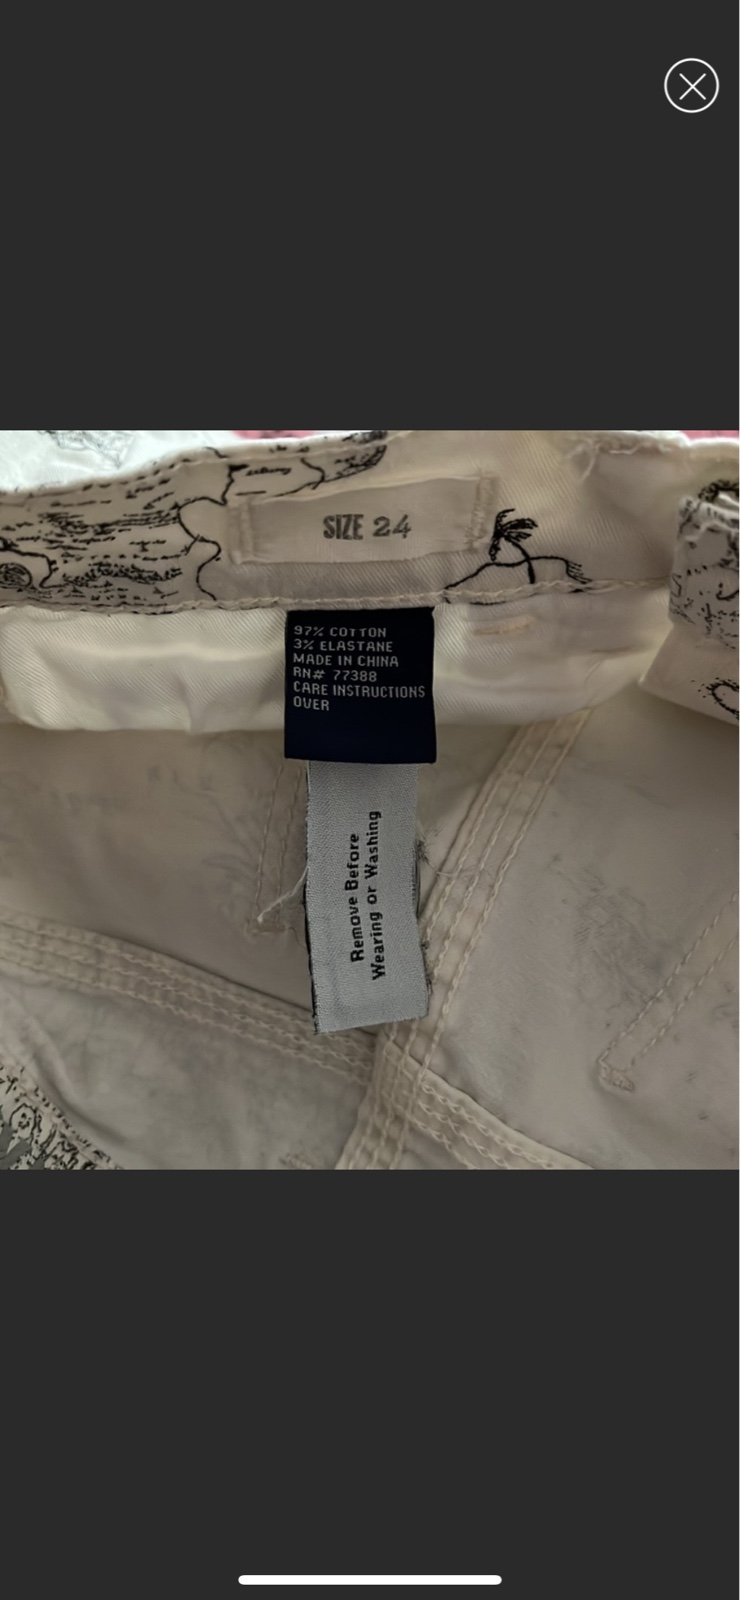 SIZE 24
97% COTTON
3% ELASTANE
MADE IN CHINA
RN# 77388
CARE INSTRUCTIONS
OVER
Remove Before
Wearing or Washing